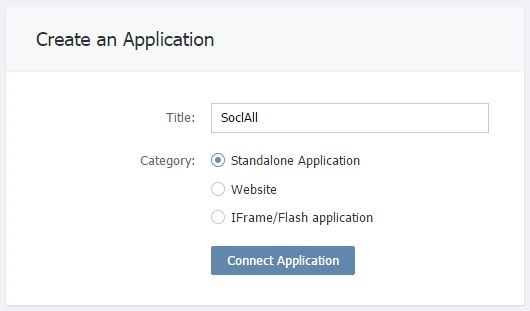 Create an Application
Title: SoclAll
Category: Standalone Application
Website
IFrame/Flash application
Connect Application